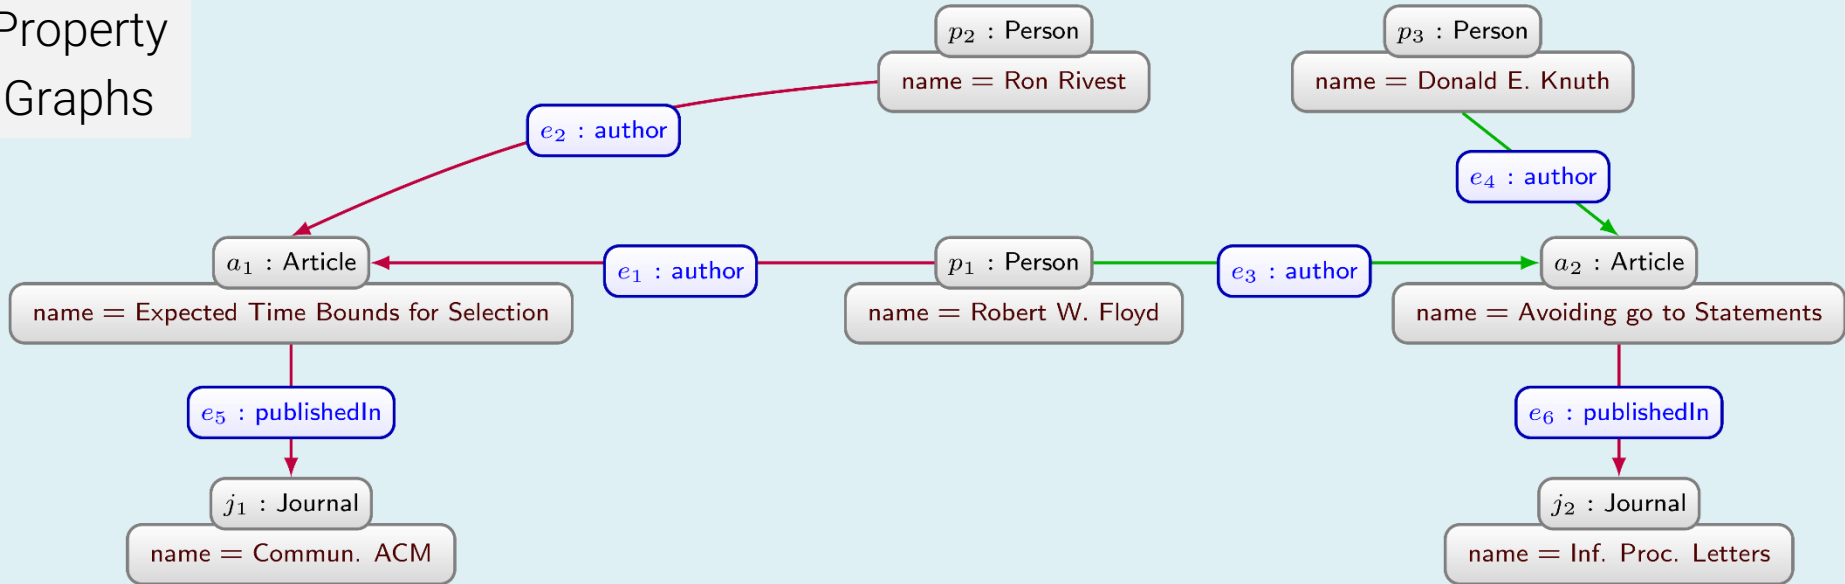 Property
Graphs
p₂ : Person
name = Ron Rivest
p₃ : Person
name = Donald E. Knuth
e₂ : author
e₄ : author
a₁ : Article
name = Expected Time Bounds for Selection
e₁ : author
p₁ : Person
name = Robert W. Floyd
e₃ : author
a₂ : Article
name = Avoiding go to Statements
e₅ : publishedIn
e₆ : publishedIn
j₁ : Journal
name = Commun. ACM
j₂ : Journal
name = Inf. Proc. Letters